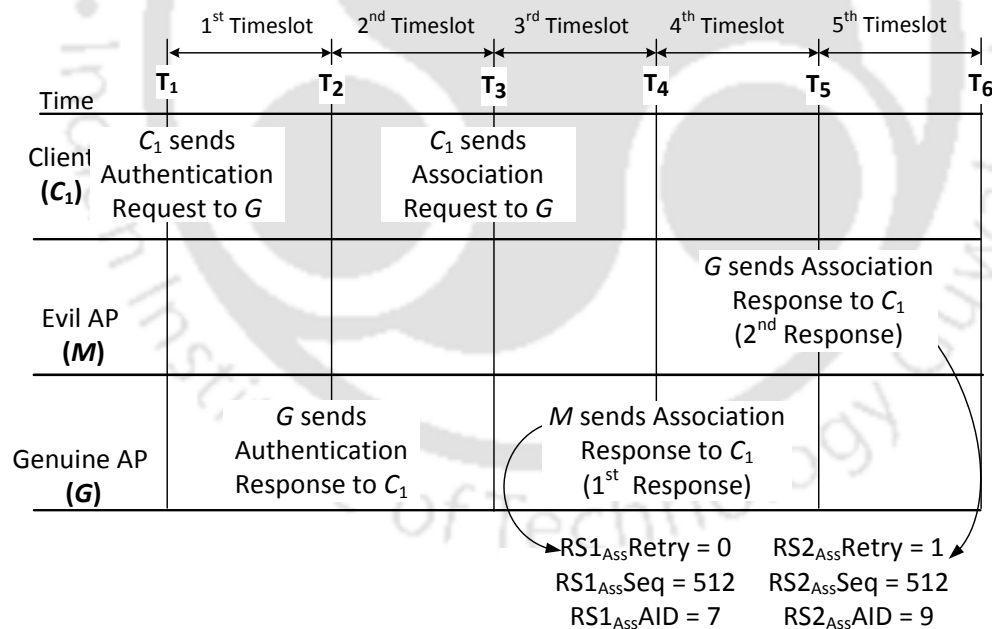 1st Timeslot 2nd Timeslot 3rd Timeslot 4th Timeslot 5th Timeslot
T1 T2 T3 T4 T5 T6
Time
Client
(C1)
C1 sends
Authentication
Request to G
C1 sends
Association
Request to G
Evil AP
(M)
G sends Association
Response to C1
(2nd Response)
Genuine AP
(G)
G sends
Authentication
Response to C1
M sends Association
Response to C1
(1st Response)
RS1AssRetry = 0
RS1AssSeq = 512
RS1AssAID = 7
RS2AssRetry = 1
RS2AssSeq = 512
RS2AssAID = 9
of Technology